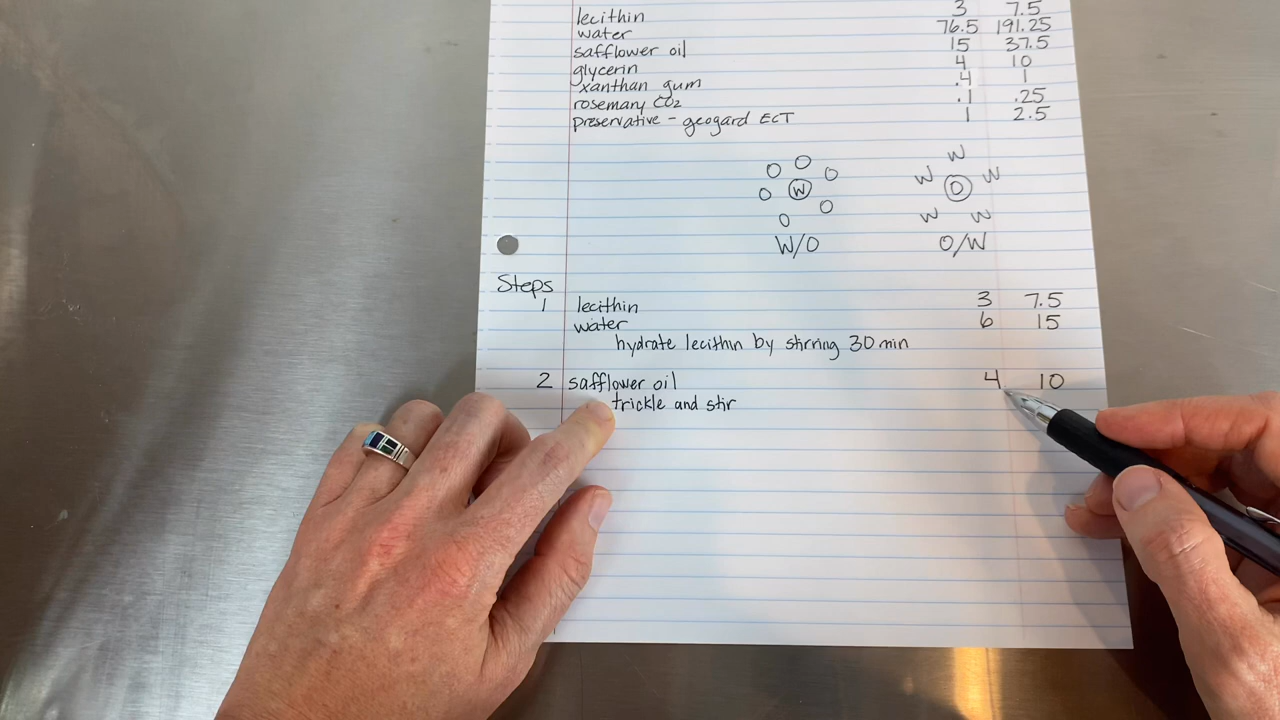 lecithin 3 7.5
water 76.5 191.25
safflower oil 15 37.5
glycerin 4 10
xanthan gum .4 1
rosemary CO2 .1 .25
preservative - geogard ECT 1 2.5
O O O O W O O O
W W W O W W
W/O O/W
Steps
1 lecithin 3 7.5
water 6 15
hydrate lecithin by stirring 30 min
2 safflower oil 4 10
trickle and stir